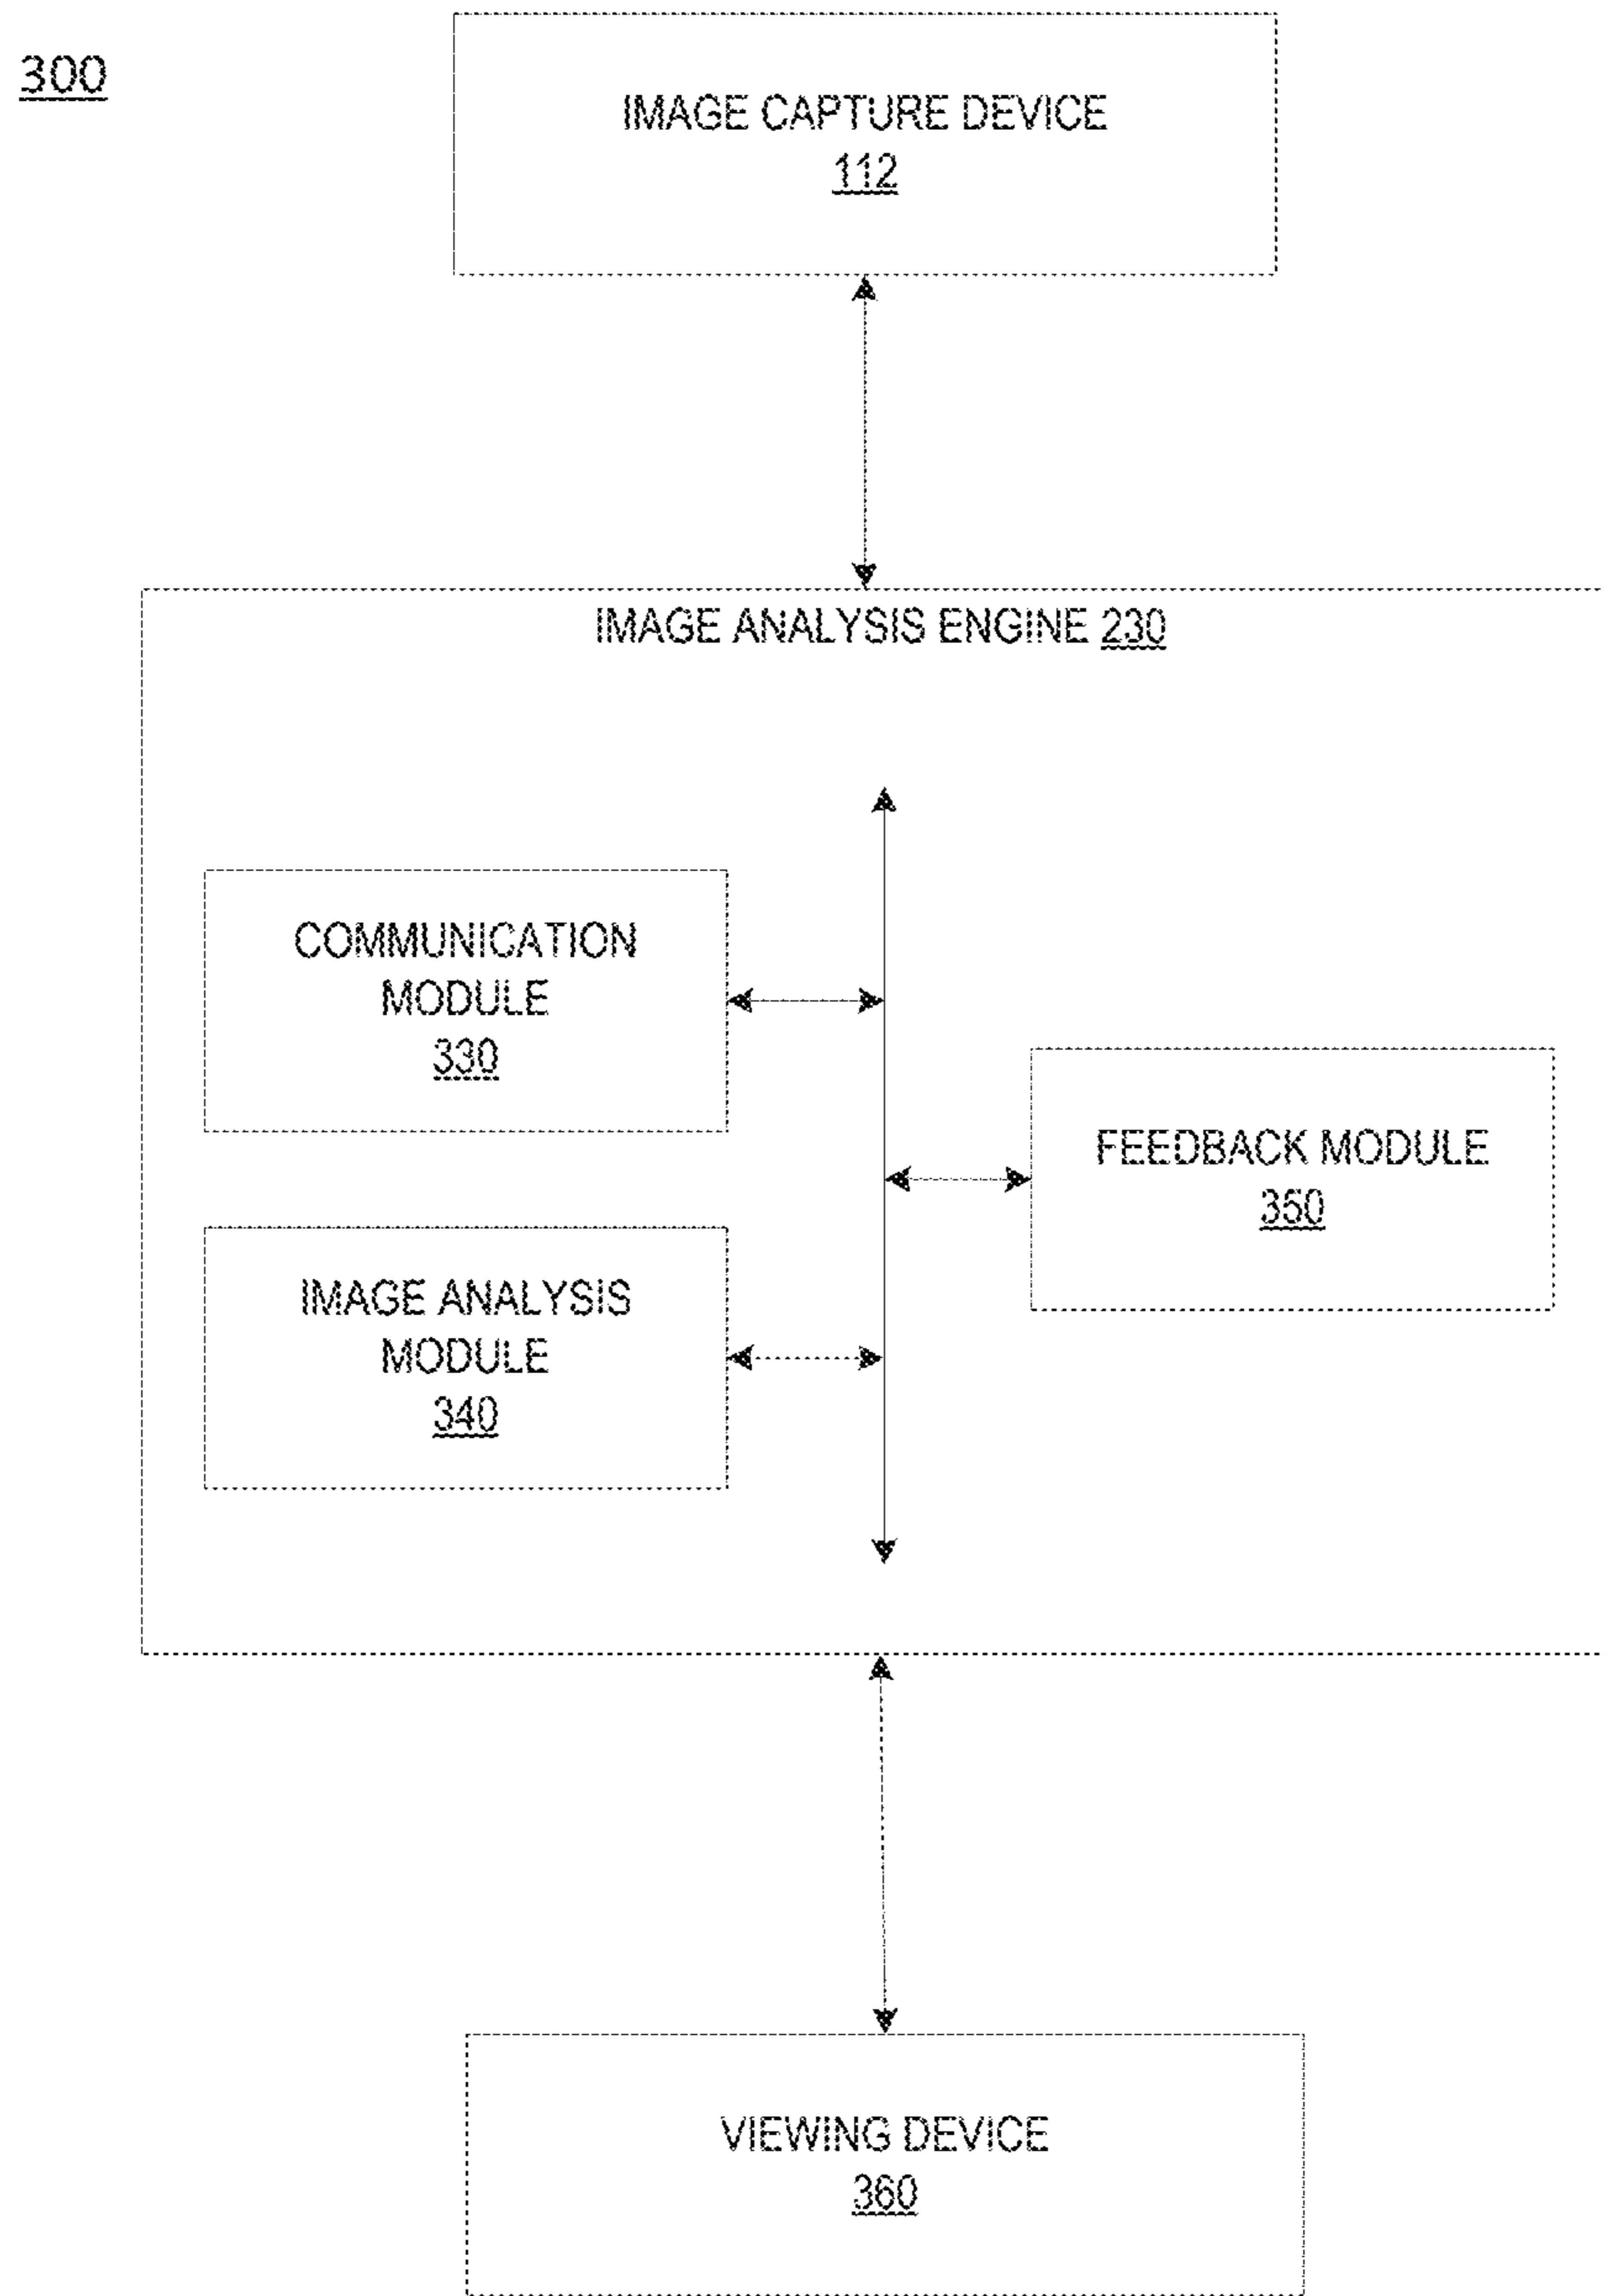 300
IMAGE CAPTURE DEVICE
112
IMAGE ANALYSIS ENGINE 230
COMMUNICATION
MODULE
330
FEEDBACK MODULE
350
IMAGE ANALYSIS
MODULE
340
VIEWING DEVICE
360